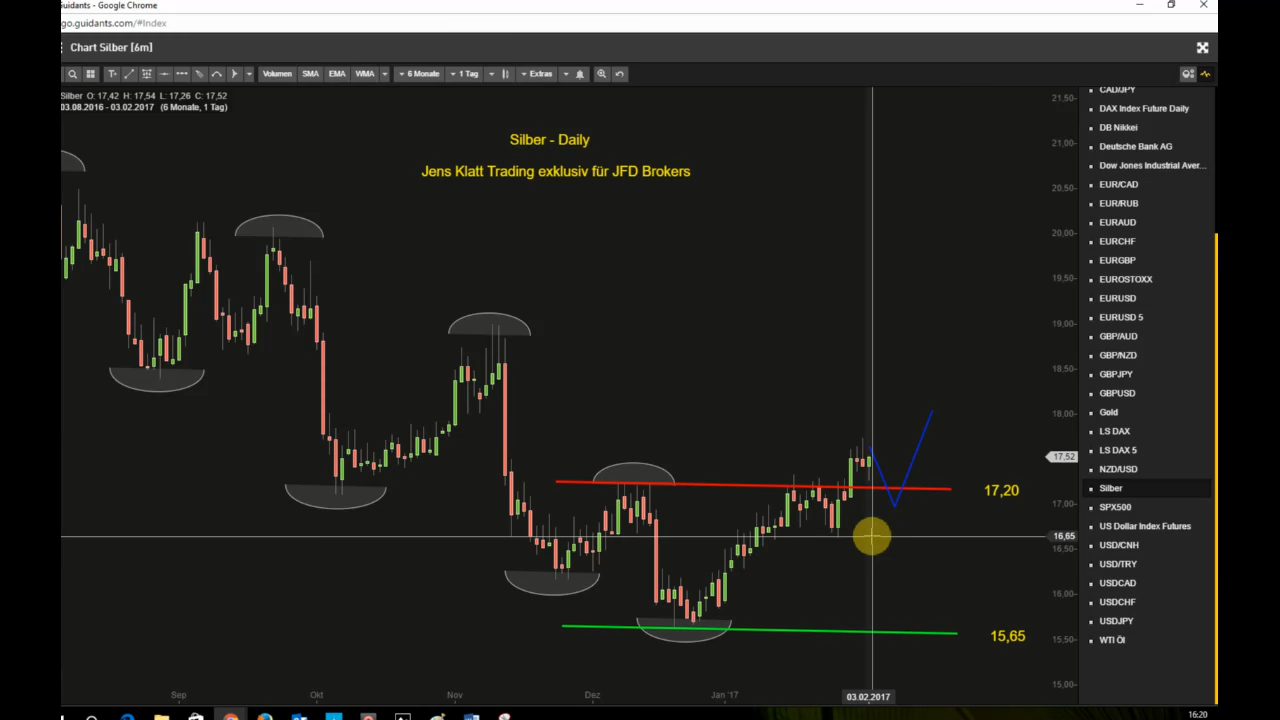 Guidants - Google Chrome
go.guidants.com/#Index
Chart Silber [6m]
T+ Volumen SMA EMA WMA 6 Monate 1 Tag Extras
Silber O: 17,42 H: 17,54 L: 17,26 C: 17,52
03.08.2016 - 03.02.2017 (6 Monate, 1 Tag)
Silber - Daily
Jens Klatt Trading exklusiv für JFD Brokers
21,50
21,00
20,50
20,00
19,50
19,00
18,50
18,00
17,52
17,20
17,00
16,65
16,50
16,00
15,65
15,50
15,00
Sep Okt Nov Dez Jan '17 03.02.2017
CAD/JPY
DAX Index Future Daily
DB Nikkei
Deutsche Bank AG
Dow Jones Industrial Aver...
EUR/CAD
EUR/RUB
EURAUD
EURCHF
EURGBP
EUROSTOXX
EURUSD
EURUSD 5
GBP/AUD
GBP/NZD
GBPJPY
GBPUSD
Gold
LS DAX
LS DAX 5
NZD/USD
Silber
SPX500
US Dollar Index Futures
USD/CNH
USD/TRY
USDCAD
USDCHF
USDJPY
WTI Öl
16:20